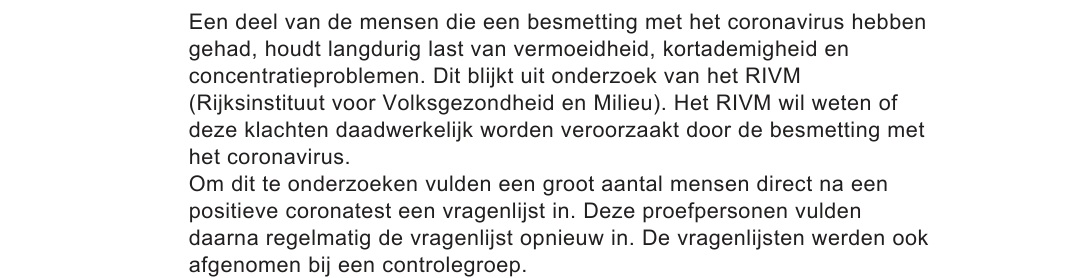 Een deel van de mensen die een besmetting met het coronavirus hebben
gehad, houdt langdurig last van vermoeidheid, kortademigheid en
concentratieproblemen. Dit blijkt uit onderzoek van het RIVM
(Rijksinstituut voor Volksgezondheid en Milieu). Het RIVM wil weten of
deze klachten daadwerkelijk worden veroorzaakt door de besmetting met
het coronavirus.
Om dit te onderzoeken vulden een groot aantal mensen direct na een
positieve coronatest een vragenlijst in. Deze proefpersonen vulden
daarna regelmatig de vragenlijst opnieuw in. De vragenlijsten werden ook
afgenomen bij een controlegroep.